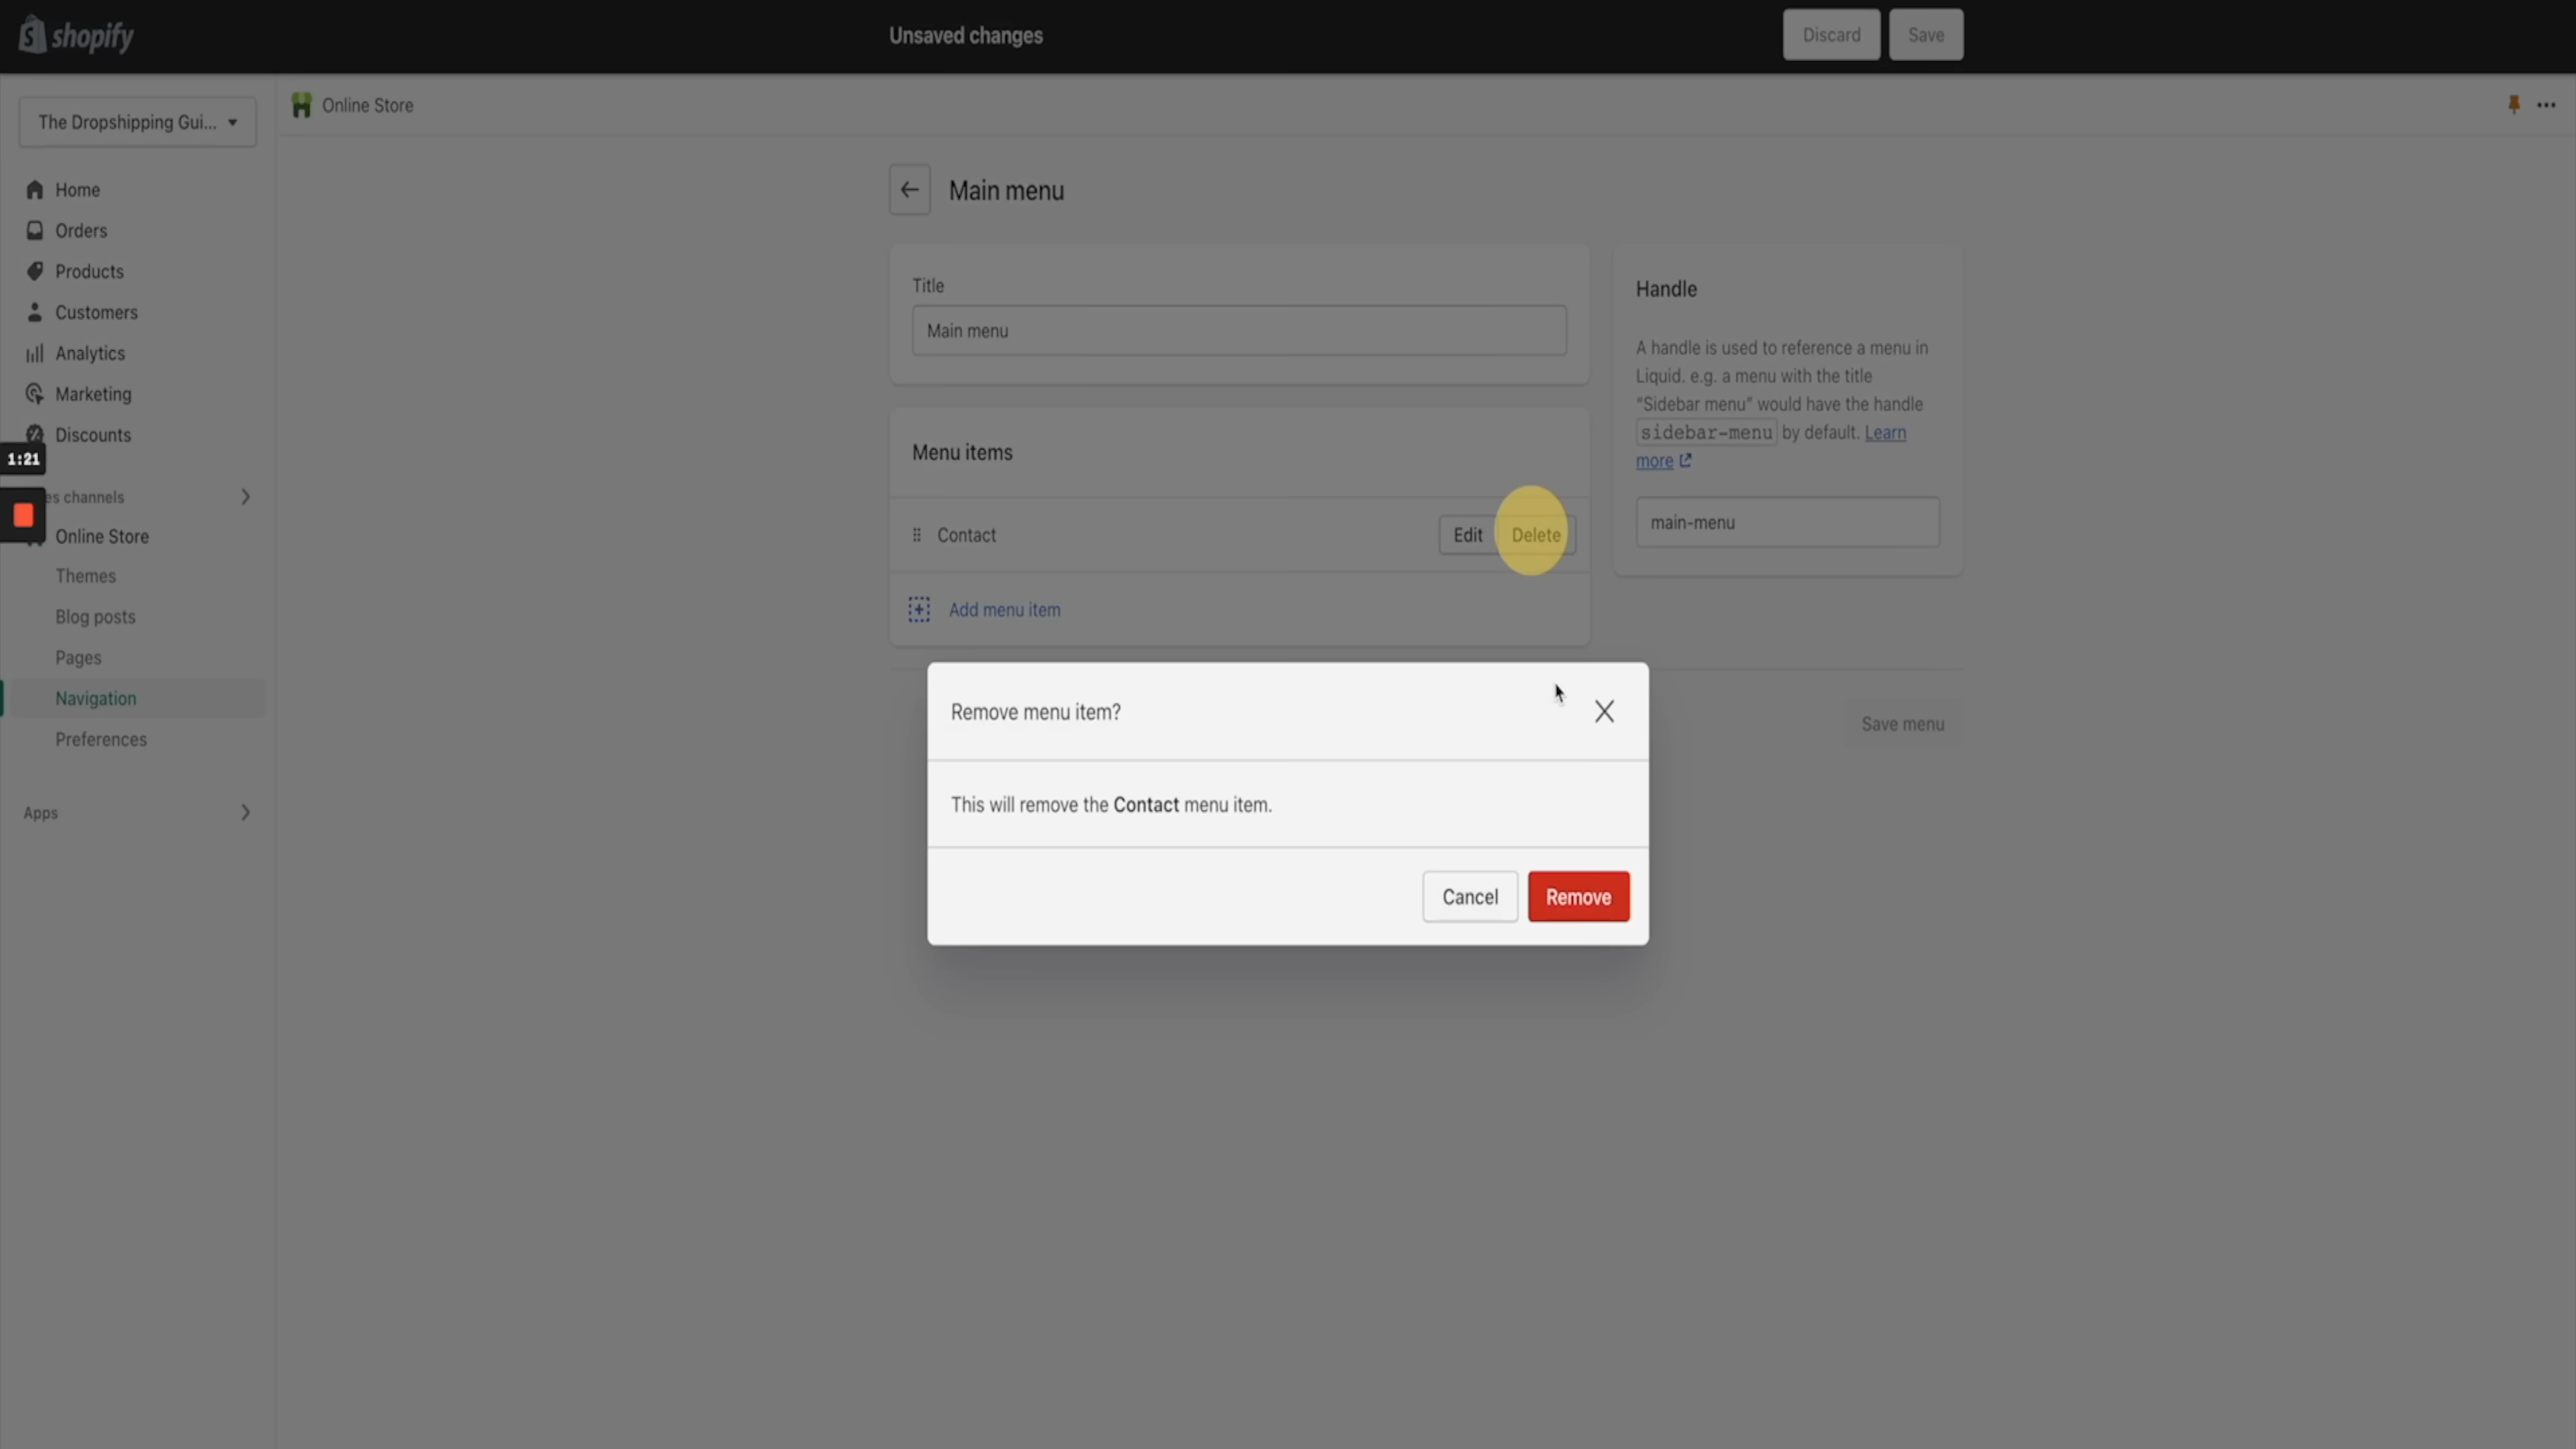 shopify
Unsaved changes
Discard
Save
The Dropshipping Gui...
Online Store
Home
Orders
Products
Customers
Analytics
Marketing
Discounts
1:21
es channels
Online Store
Themes
Blog posts
Pages
Navigation
Preferences
Apps
Main menu
Title
Main menu
Menu items
Contact
Edit
Delete
Add menu item
Handle
A handle is used to reference a menu in
Liquid. e.g. a menu with the title
“Sidebar menu” would have the handle
sidebar-menu by default. Learn
more
main-menu
Save menu
Remove menu item?
This will remove the Contact menu item.
Cancel
Remove